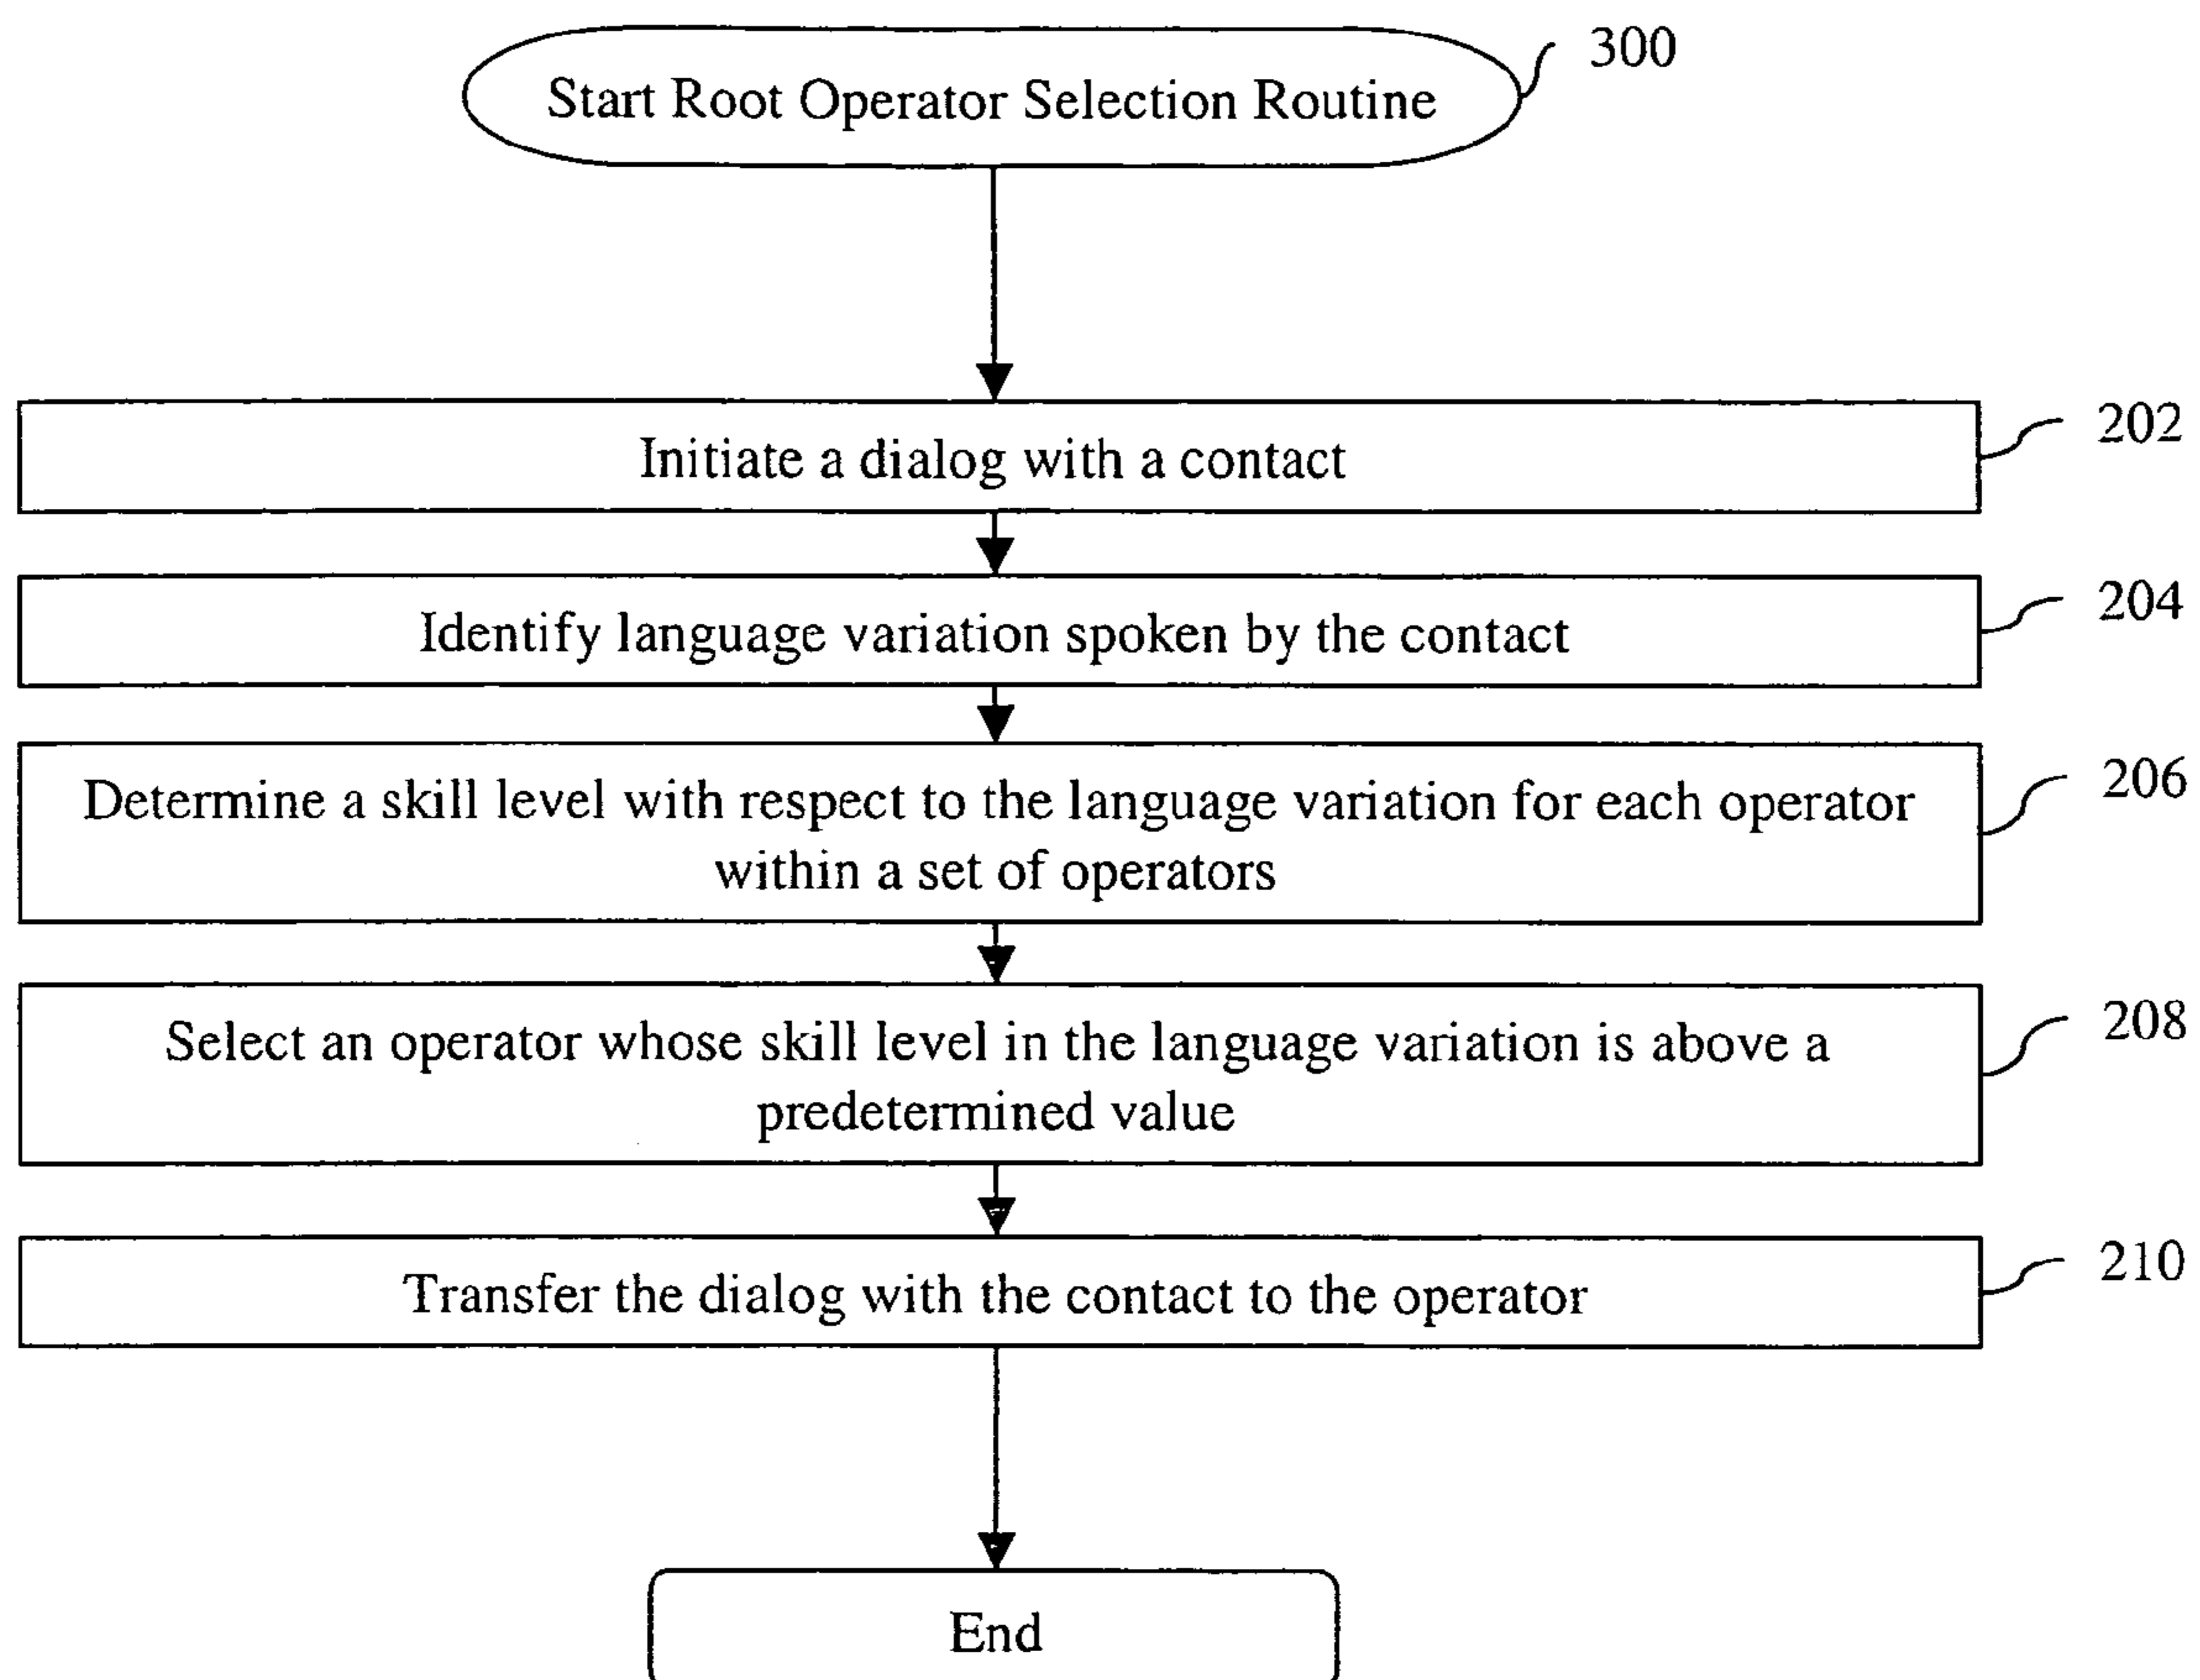 Start Root Operator Selection Routine
300
Initiate a dialog with a contact
202
Identify language variation spoken by the contact
204
Determine a skill level with respect to the language variation for each operator
within a set of operators
206
Select an operator whose skill level in the language variation is above a
predetermined value
208
Transfer the dialog with the contact to the operator
210
End